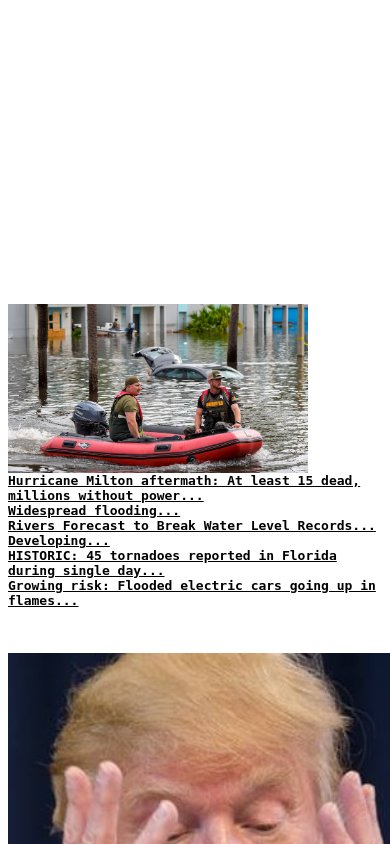 Hurricane Milton aftermath: At least 15 dead,
millions without power...
Widespread flooding...
Rivers Forecast to Break Water Level Records...
Developing...
HISTORIC: 45 tornadoes reported in Florida
during single day...
Growing risk: Flooded electric cars going up in
flames...